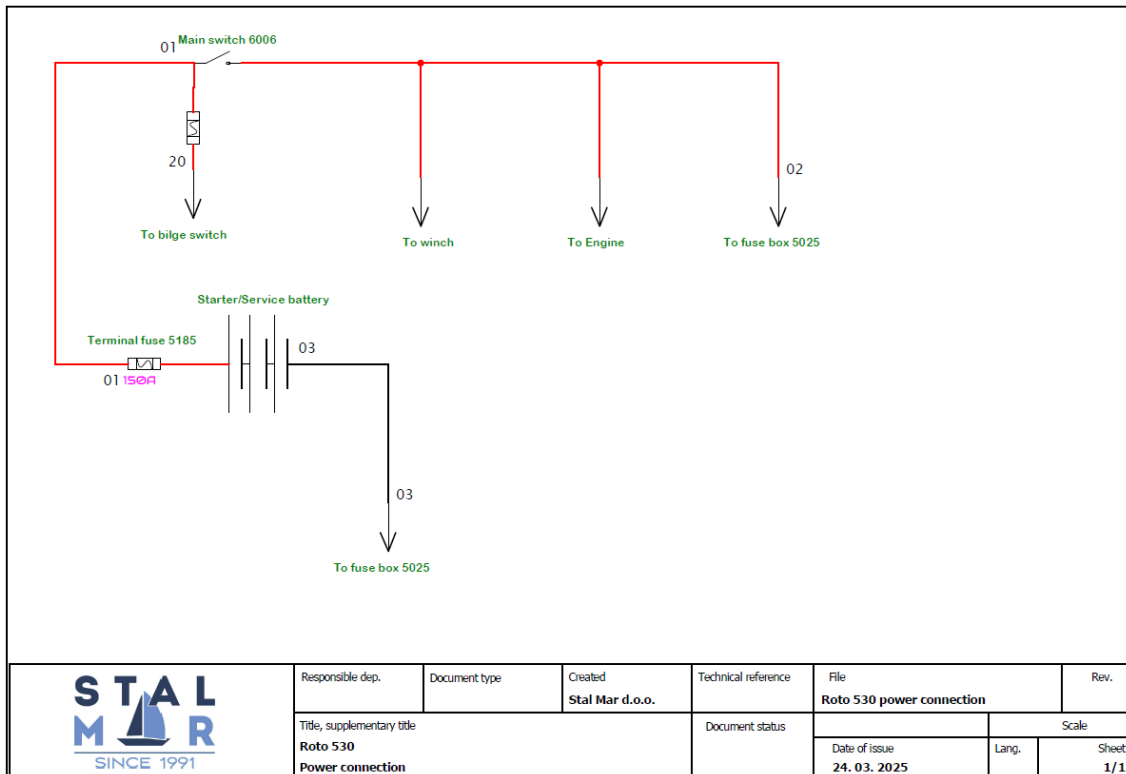 01 Main switch 6006
20
02
To bilge switch
To winch
To Engine
To fuse box 5025
Starter/Service battery
Terminal fuse 5185
03
01 150A
03
To fuse box 5025
STAL
M R
SINCE 1991
Responsible dep.
Document type
Created
Stal Mar d.o.o.
Technical reference
File
Roto 530 power connection
Rev.
Title, supplementary title
Roto 530
Power connection
Document status
Scale
Date of issue
24. 03. 2025
Lang.
Sheet
1/1